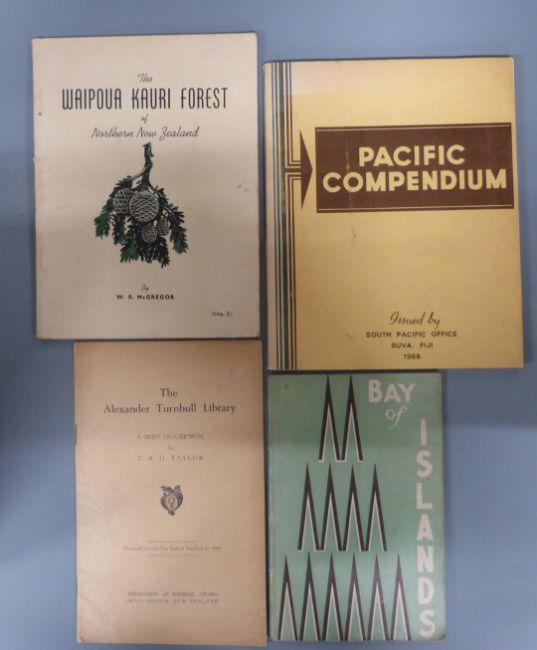 The
WAIPOUA KAURI FOREST
of
Northern New Zealand
By
W. R. McGREGOR
Price,
PACIFIC
COMPENDIUM
Issued by
SOUTH PACIFIC OFFICE
SUVA, FIJI
1966
The
Alexander Turnbull Library
A BRIEF DESCRIPTION
by
C. R. H. TAYLOR
DEPARTMENT OF INTERNAL AFFAIRS
WELLINGTON, NEW ZEALAND
BAY
of
ISLANDS